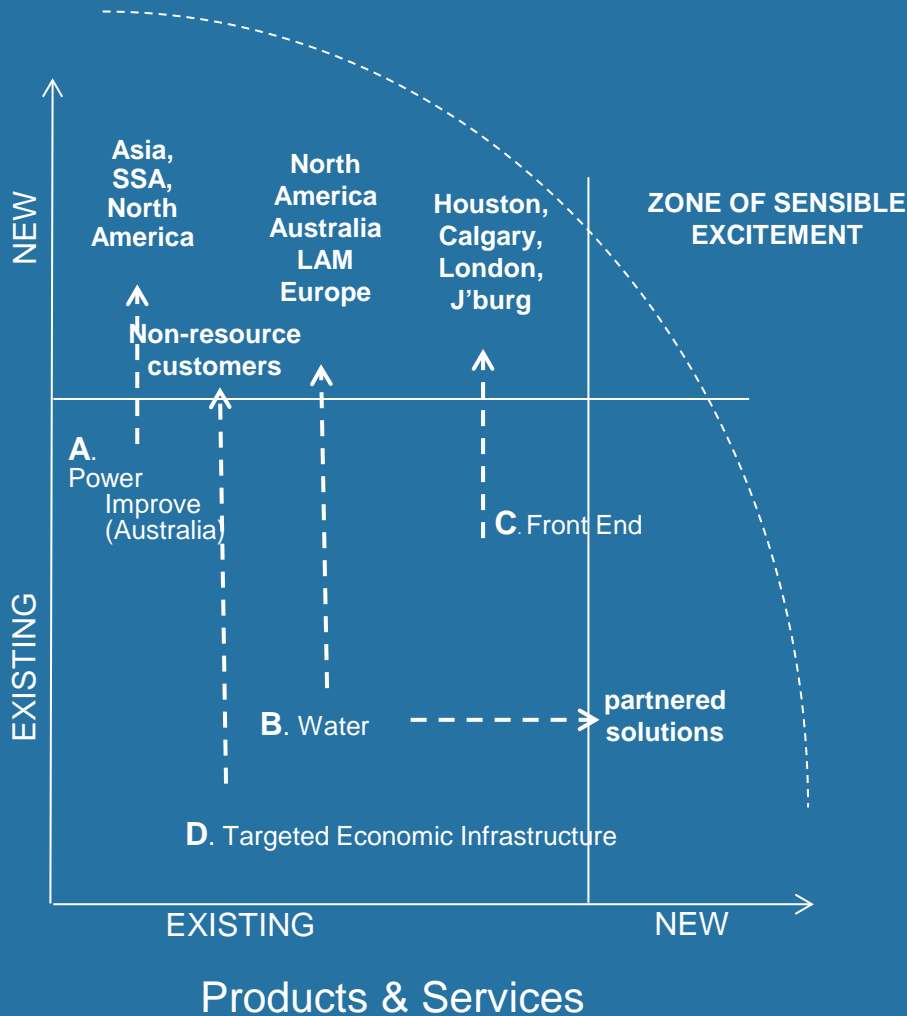 Asia,
SSA,
North
America
North
America
Australia
LAM
Europe
Houston,
Calgary,
London,
J’burg
ZONE OF SENSIBLE
EXCITEMENT
NEW
Non-resource
customers
A.
Power
Improve
(Australia)
C. Front End
EXISTING
B. Water
partnered
solutions
D. Targeted Economic Infrastructure
EXISTING
NEW
Products & Services